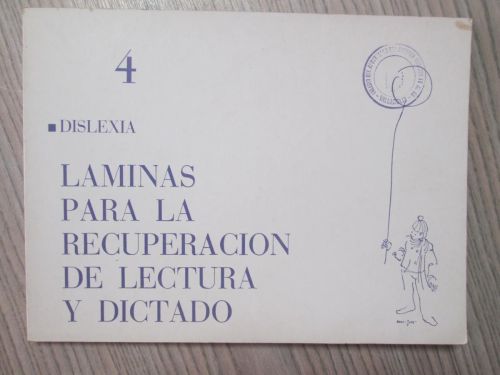 4
■ DISLEXIA
LAMINAS
PARA LA
RECUPERACION
DE LECTURA
Y DICTADO